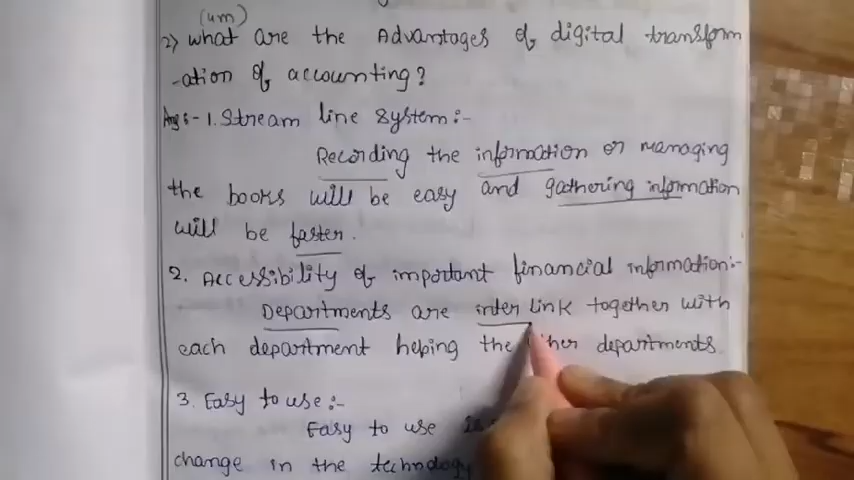 (4m)
2) What are the Advantages of digital transform
-ation of accounting?
Ans:- 1. Stream line System:-
Recording the information or managing
the books will be easy and gathering information
will be faster.
2. Accessibility of important financial information:-
Departments are inter link together with
each department heping the other departments.
3. Easy to use:-
Easy to use
change in the technology